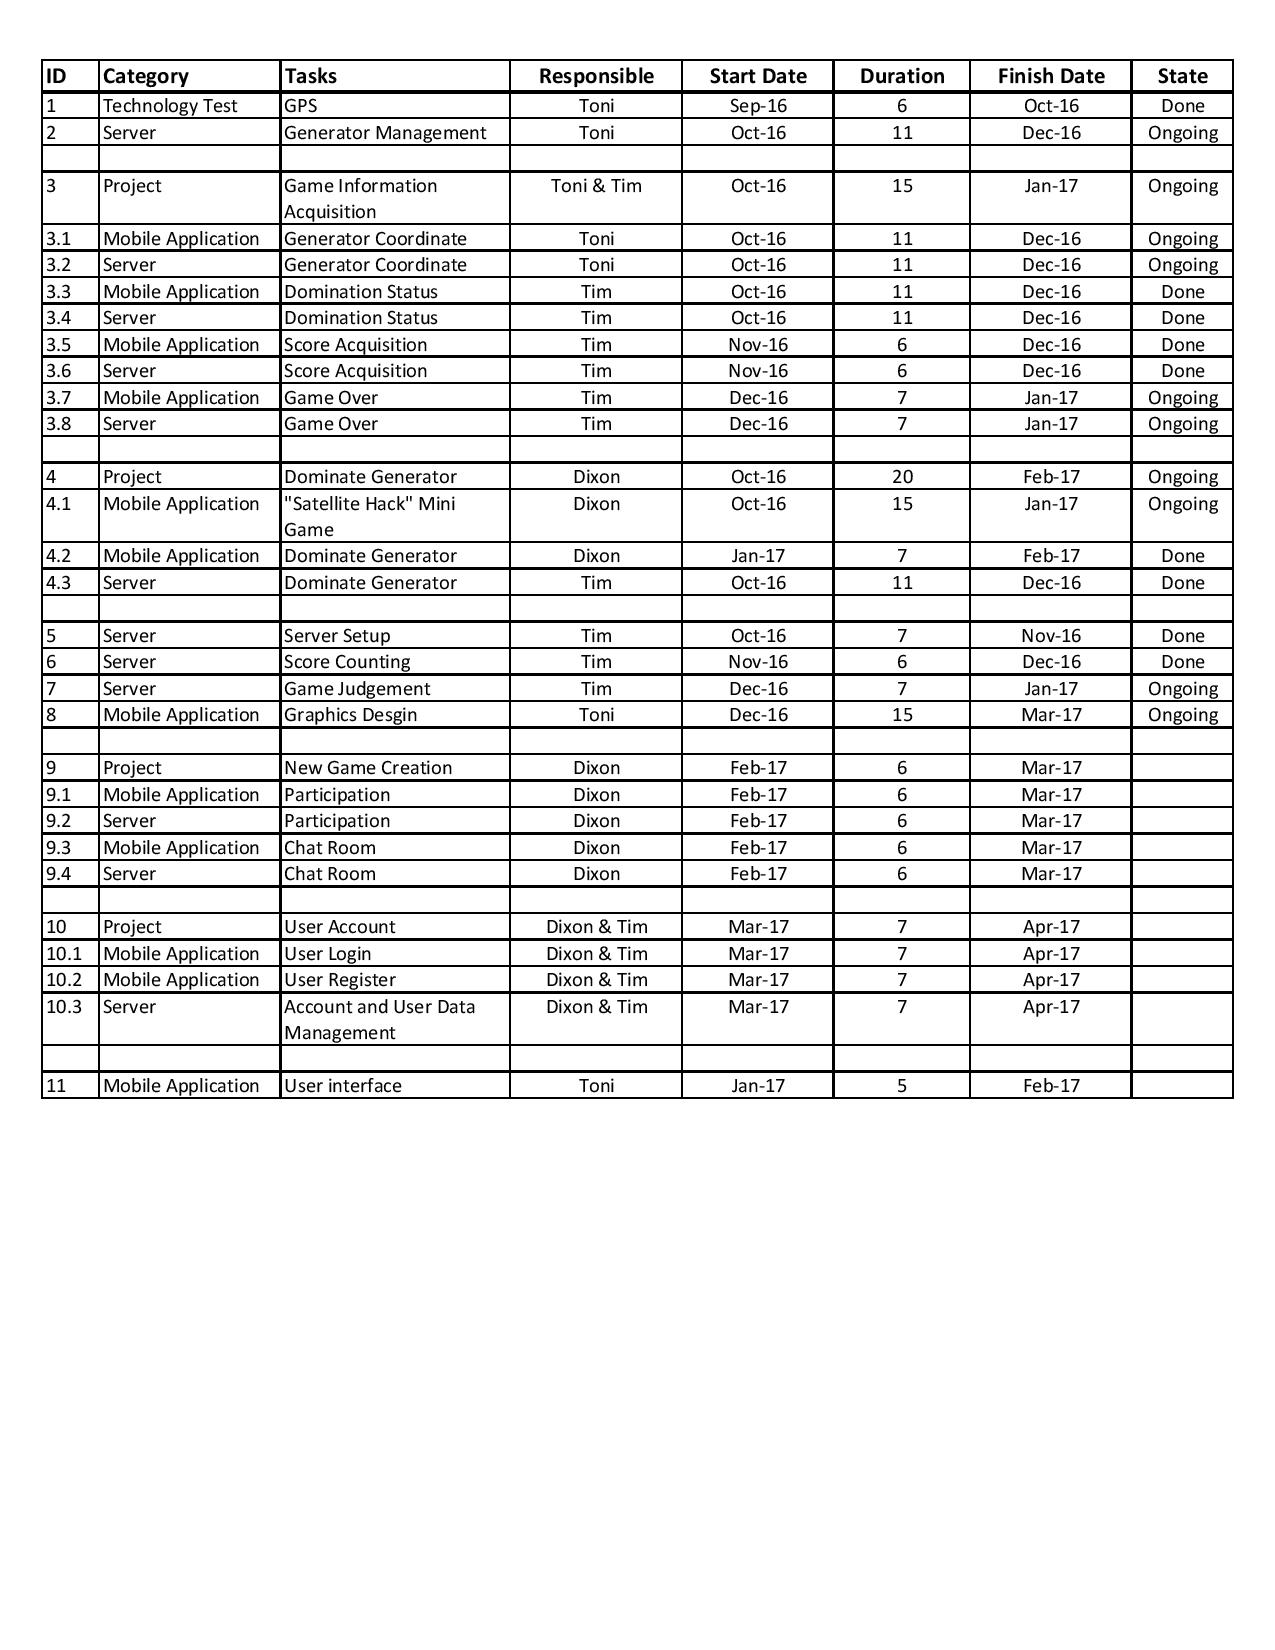 ID Category Tasks Responsible Start Date Duration Finish Date State
1 Technology Test GPS Toni Sep-16 6 Oct-16 Done
2 Server Generator Management Toni Oct-16 11 Dec-16 Ongoing
3 Project Game Information Toni & Tim Oct-16 15 Jan-17 Ongoing
Acquisition
3.1 Mobile Application Generator Coordinate Toni Oct-16 11 Dec-16 Ongoing
3.2 Server Generator Coordinate Toni Oct-16 11 Dec-16 Ongoing
3.3 Mobile Application Domination Status Tim Oct-16 11 Dec-16 Done
3.4 Server Domination Status Tim Oct-16 11 Dec-16 Done
3.5 Mobile Application Score Acquisition Tim Nov-16 6 Dec-16 Done
3.6 Server Score Acquisition Tim Nov-16 6 Dec-16 Done
3.7 Mobile Application Game Over Tim Dec-16 7 Jan-17 Ongoing
3.8 Server Game Over Tim Dec-16 7 Jan-17 Ongoing
4 Project Dominate Generator Dixon Oct-16 20 Feb-17 Ongoing
4.1 Mobile Application "Satellite Hack" Mini Dixon Oct-16 15 Jan-17 Ongoing
Game
4.2 Mobile Application Dominate Generator Dixon Jan-17 7 Feb-17 Done
4.3 Server Dominate Generator Tim Oct-16 11 Dec-16 Done
5 Server Server Setup Tim Oct-16 7 Nov-16 Done
6 Server Score Counting Tim Nov-16 6 Dec-16 Done
7 Server Game Judgement Tim Dec-16 7 Jan-17 Ongoing
8 Mobile Application Graphics Desgin Toni Dec-16 15 Mar-17 Ongoing
9 Project New Game Creation Dixon Feb-17 6 Mar-17
9.1 Mobile Application Participation Dixon Feb-17 6 Mar-17
9.2 Server Participation Dixon Feb-17 6 Mar-17
9.3 Mobile Application Chat Room Dixon Feb-17 6 Mar-17
9.4 Server Chat Room Dixon Feb-17 6 Mar-17
10 Project User Account Dixon & Tim Mar-17 7 Apr-17
10.1 Mobile Application User Login Dixon & Tim Mar-17 7 Apr-17
10.2 Mobile Application User Register Dixon & Tim Mar-17 7 Apr-17
10.3 Server Account and User Data Dixon & Tim Mar-17 7 Apr-17
Management
11 Mobile Application User interface Toni Jan-17 5 Feb-17